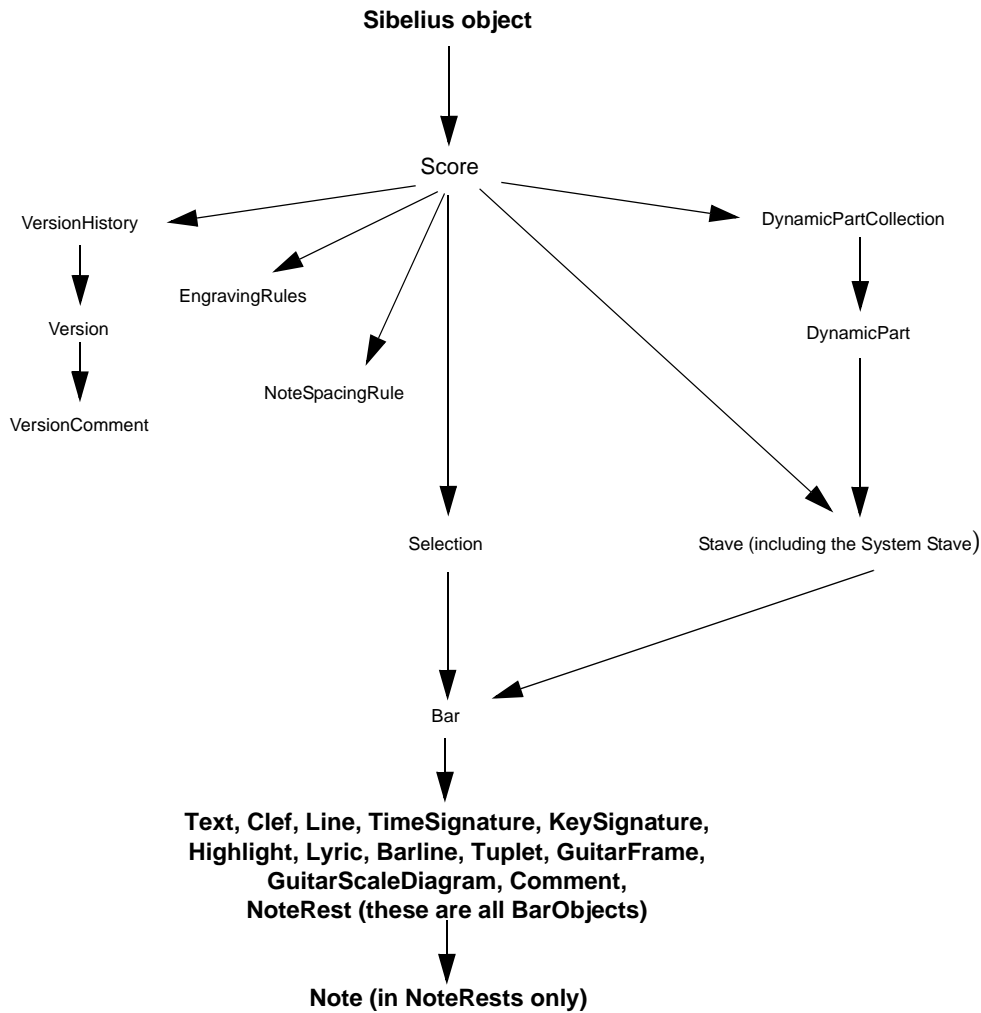 Sibelius object
Score
VersionHistory
DynamicPartCollection
EngravingRules
Version
DynamicPart
NoteSpacingRule
VersionComment
Selection
Stave (including the System Stave)
Bar
Text, Clef, Line, TimeSignature, KeySignature,
Highlight, Lyric, Barline, Tuplet, GuitarFrame,
GuitarScaleDiagram, Comment,
NoteRest (these are all BarObjects)
Note (in NoteRests only)